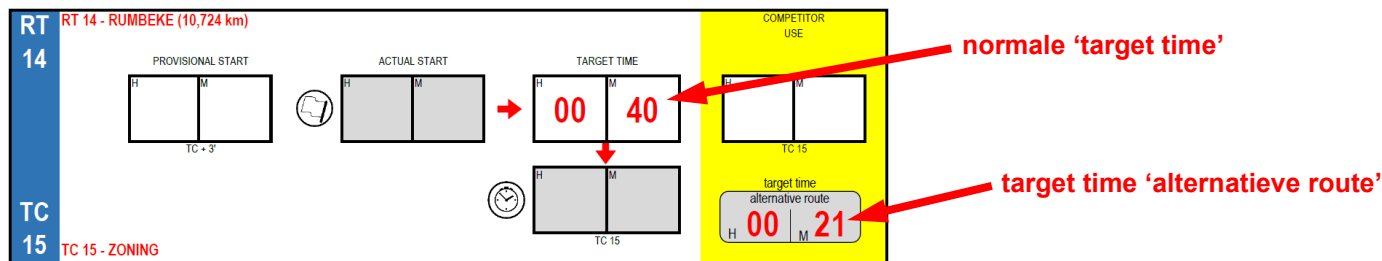 RT
14
RT 14 - RUMBEKE (10,724 km)
COMPETITOR
USE
normale ‘target time’
PROVISIONAL START
ACTUAL START
TARGET TIME
H M
H M
H M
H M
00 40
TC + 3'
TC 15
H M
TC 15
target time
alternative route
H 00 M 21
target time ‘alternatieve route’
TC
15
TC 15 - ZONING